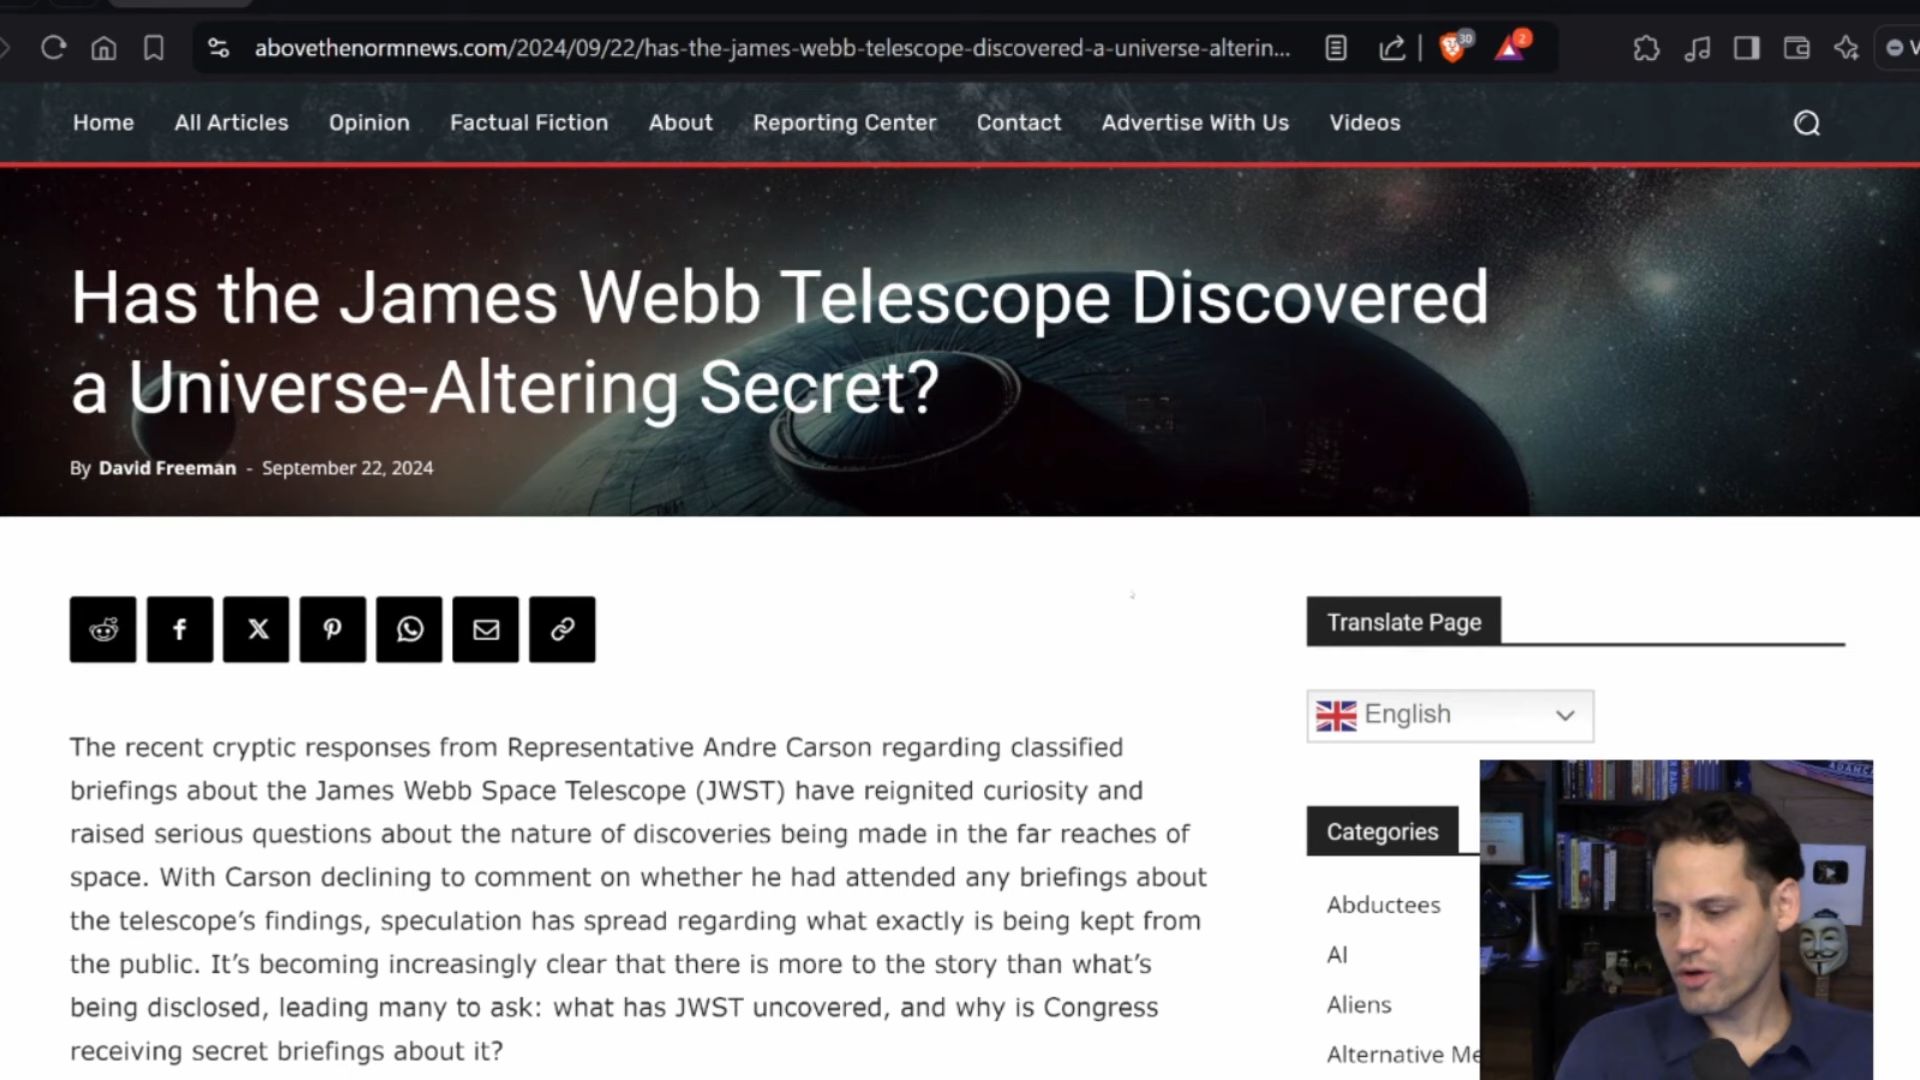 abovethenormnews.com/2024/09/22/has-the-james-webb-telescope-discovered-a-universe-alterin...
30
2
V
Home All Articles Opinion Factual Fiction About Reporting Center Contact Advertise With Us Videos
Has the James Webb Telescope Discovered
a Universe-Altering Secret?
By David Freeman - September 22, 2024
Translate Page
English
The recent cryptic responses from Representative Andre Carson regarding classified
briefings about the James Webb Space Telescope (JWST) have reignited curiosity and
raised serious questions about the nature of discoveries being made in the far reaches of
space. With Carson declining to comment on whether he had attended any briefings about
the telescope’s findings, speculation has spread regarding what exactly is being kept from
the public. It’s becoming increasingly clear that there is more to the story than what’s
being disclosed, leading many to ask: what has JWST uncovered, and why is Congress
receiving secret briefings about it?
Categories
Abductees
AI
Aliens
Alternative Me